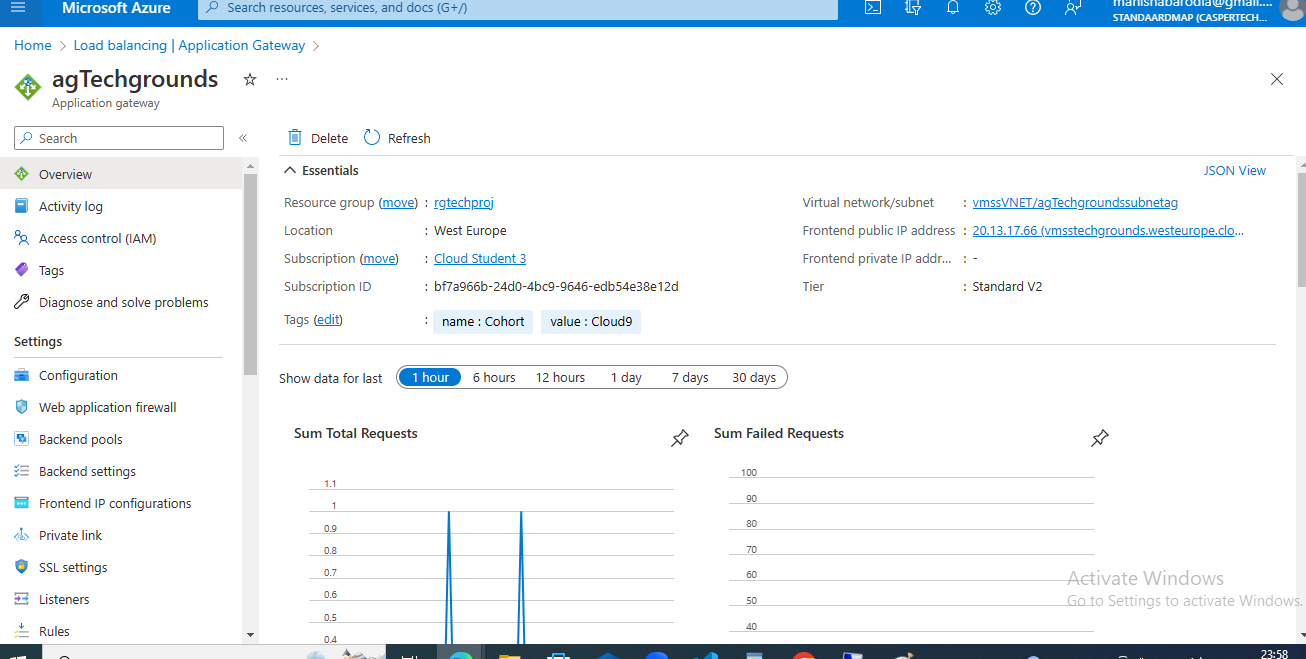 Microsoft Azure
Search resources, services, and docs (G+/)
manishabarodia@gmail....
STANDAARDMAP (CASPERTECH...
Home > Load balancing | Application Gateway >
agTechgrounds
Application gateway
Search
Delete
Refresh
Overview
Activity log
Access control (IAM)
Tags
Diagnose and solve problems
Settings
Configuration
Web application firewall
Backend pools
Backend settings
Frontend IP configurations
Private link
SSL settings
Listeners
Rules
Essentials
JSON View
Resource group (move) : rgtechproj
Location : West Europe
Subscription (move) : Cloud Student 3
Subscription ID : bf7a966b-24d0-4bc9-9646-edb54e38e12d
Tags (edit) : name : Cohort value : Cloud9
Virtual network/subnet : vmssVNET/agTechgroundssubnetag
Frontend public IP address : 20.13.17.66 (vmsstechgrounds.westeurope.clo...
Frontend private IP addr... : -
Tier : Standard V2
Show data for last 1 hour 6 hours 12 hours 1 day 7 days 30 days
Sum Total Requests
1.1
1
0.9
0.8
0.7
0.6
0.5
0.4
Sum Failed Requests
100
90
80
70
60
50
40
Activate Windows
Go to Settings to activate Windows.
23:58